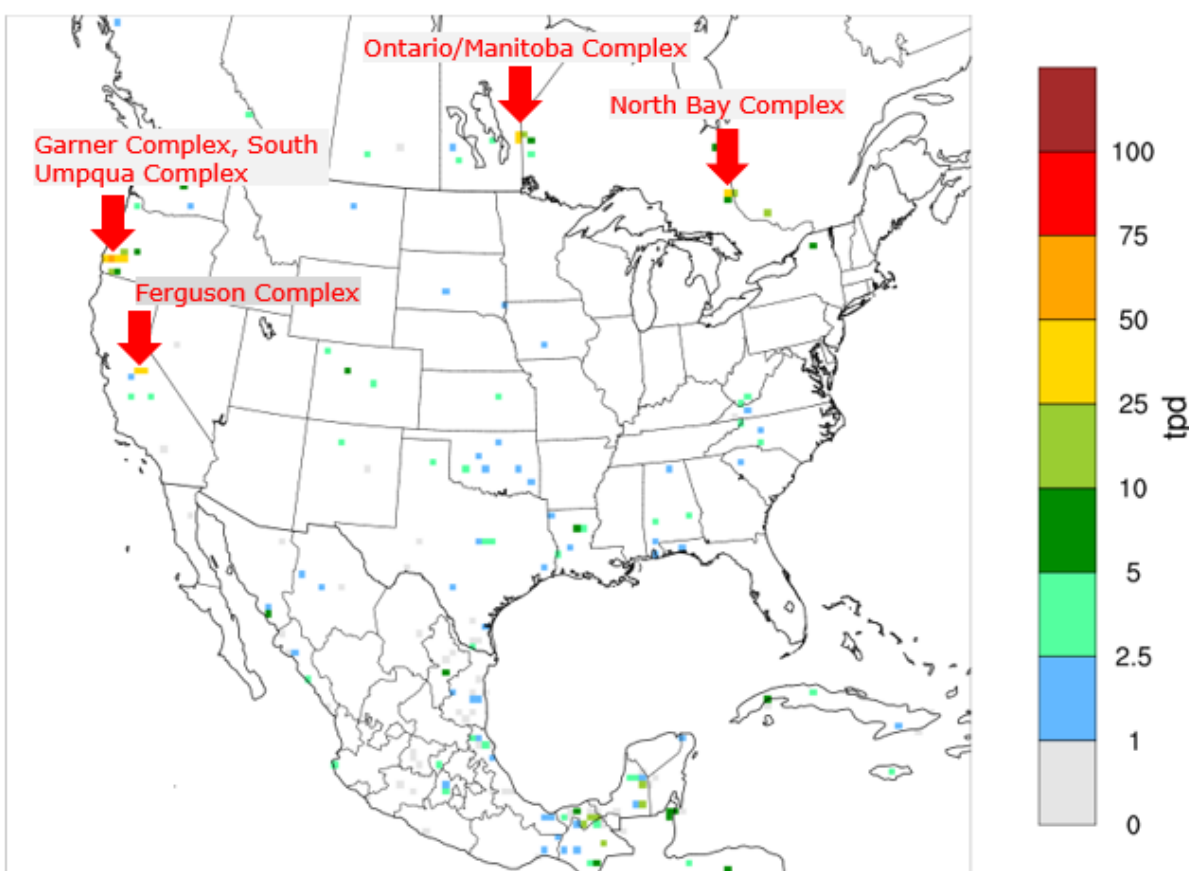 Ontario/Manitoba Complex
North Bay Complex
Garner Complex, South
Umpqua Complex
Ferguson Complex
100
75
50
25
10
5
2.5
1
0
tpd